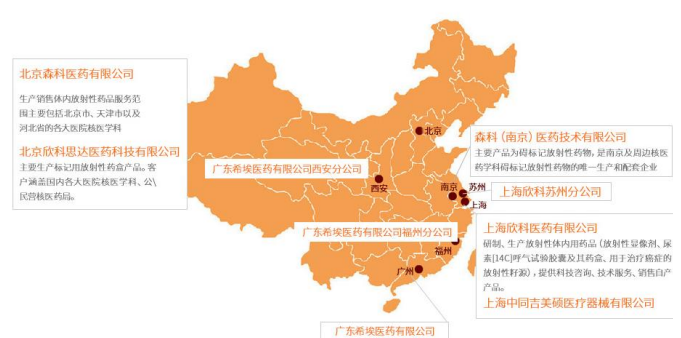 北京森科医药有限公司
生产销售体内放射性药品服务范
围主要包括北京市、天津市以及
河北省的各大医院核医学科
北京欣科思达医药科技有限公司
主要生产标记用放射性药盒产品。客
户涵盖国内各大医院核医学科、公\
民营核医药局。
北京
森科（南京）医药技术有限公司
主要产品为碍标记放射性药物，是南京及周边核医
药学科碍标记放射性药物的唯一生产和配套企业
广东希埃医药有限公司西安分公司
西安
南京
苏州
上海
上海欣科苏州分公司
上海欣科医药有限公司
研制、生产放射性体内用药品（放射性显像剂、尿
素[14C]呼气试验胶囊及其药盒、用于治疗癌症的
放射性籽源），提供科技咨询、技术服务、销售自产
产品。
上海中同吉美硕医疗器械有限公司
广东希埃医药有限公司福州分公司
福州
广州
广东希埃医药有限公司